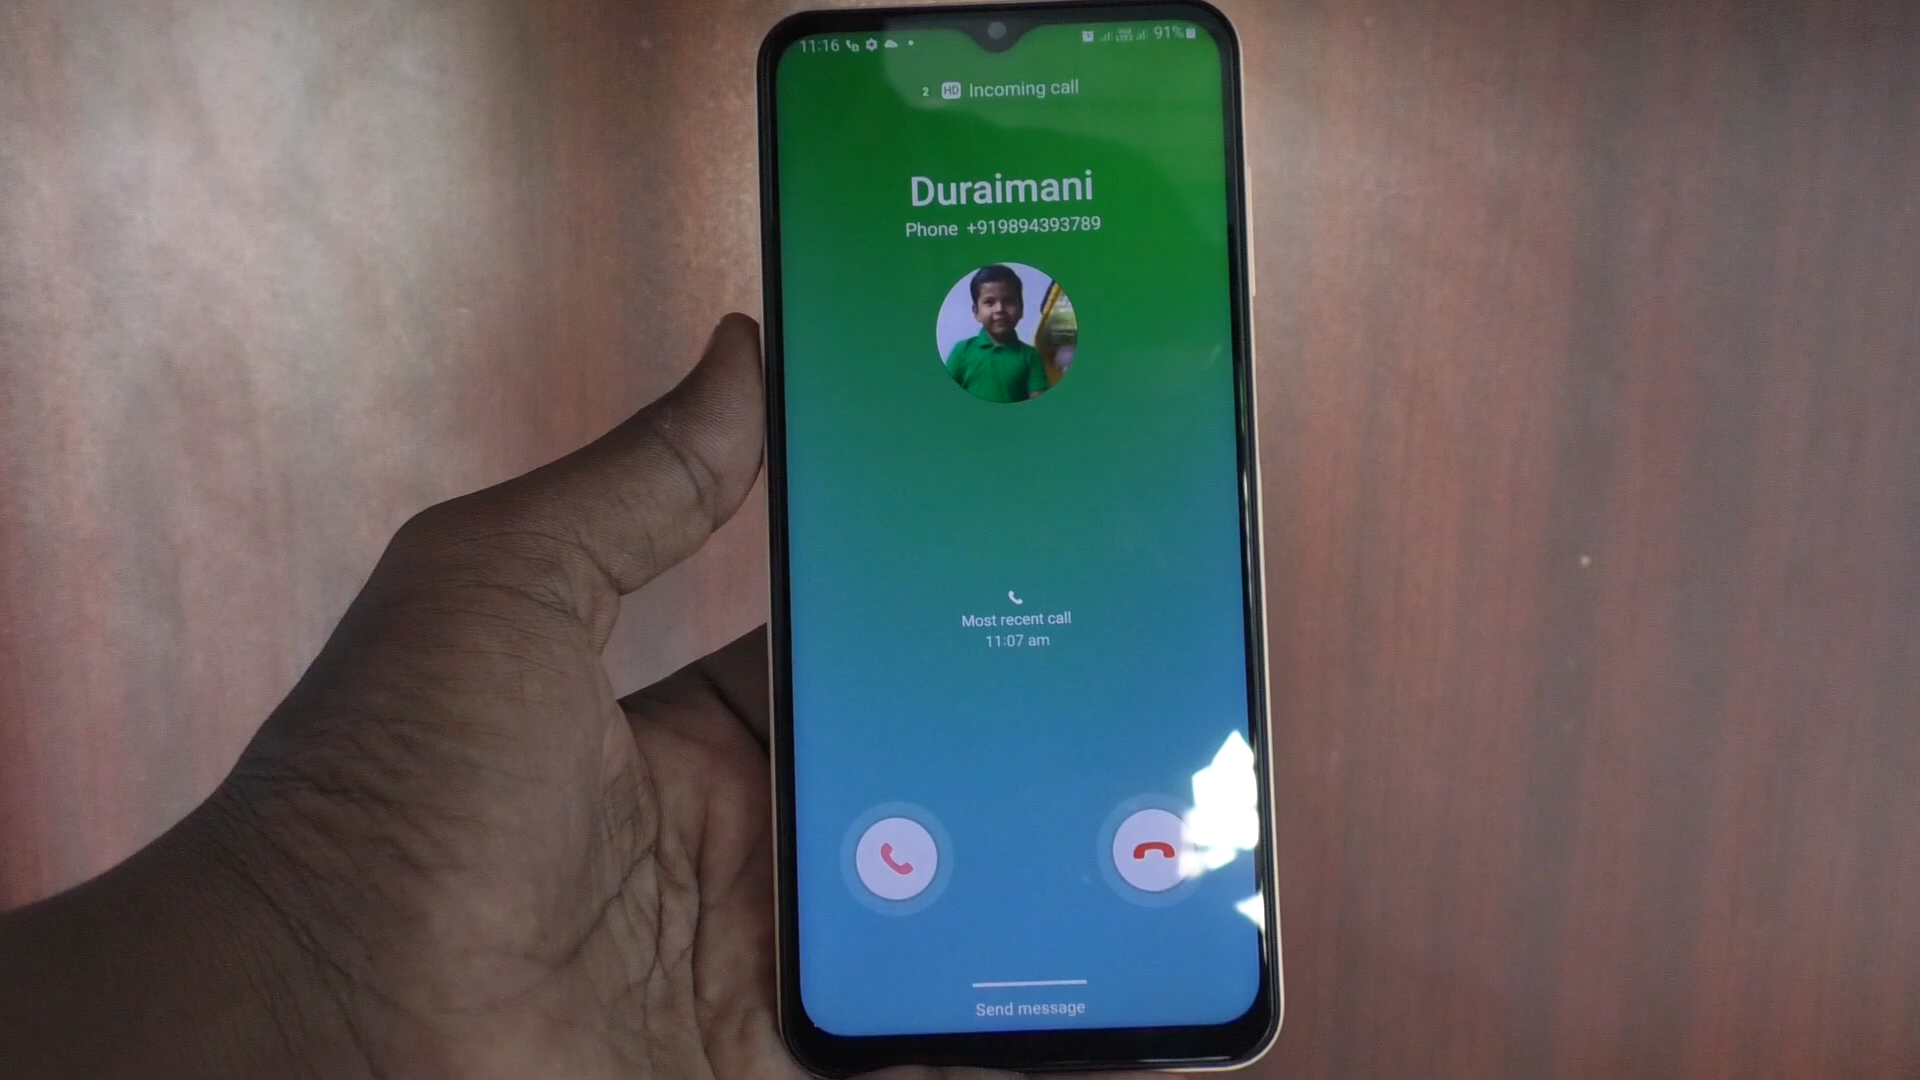 11:16
91%
2 HD Incoming call
Duraimani
Phone +919894393789
Most recent call
11:07 am
Send message